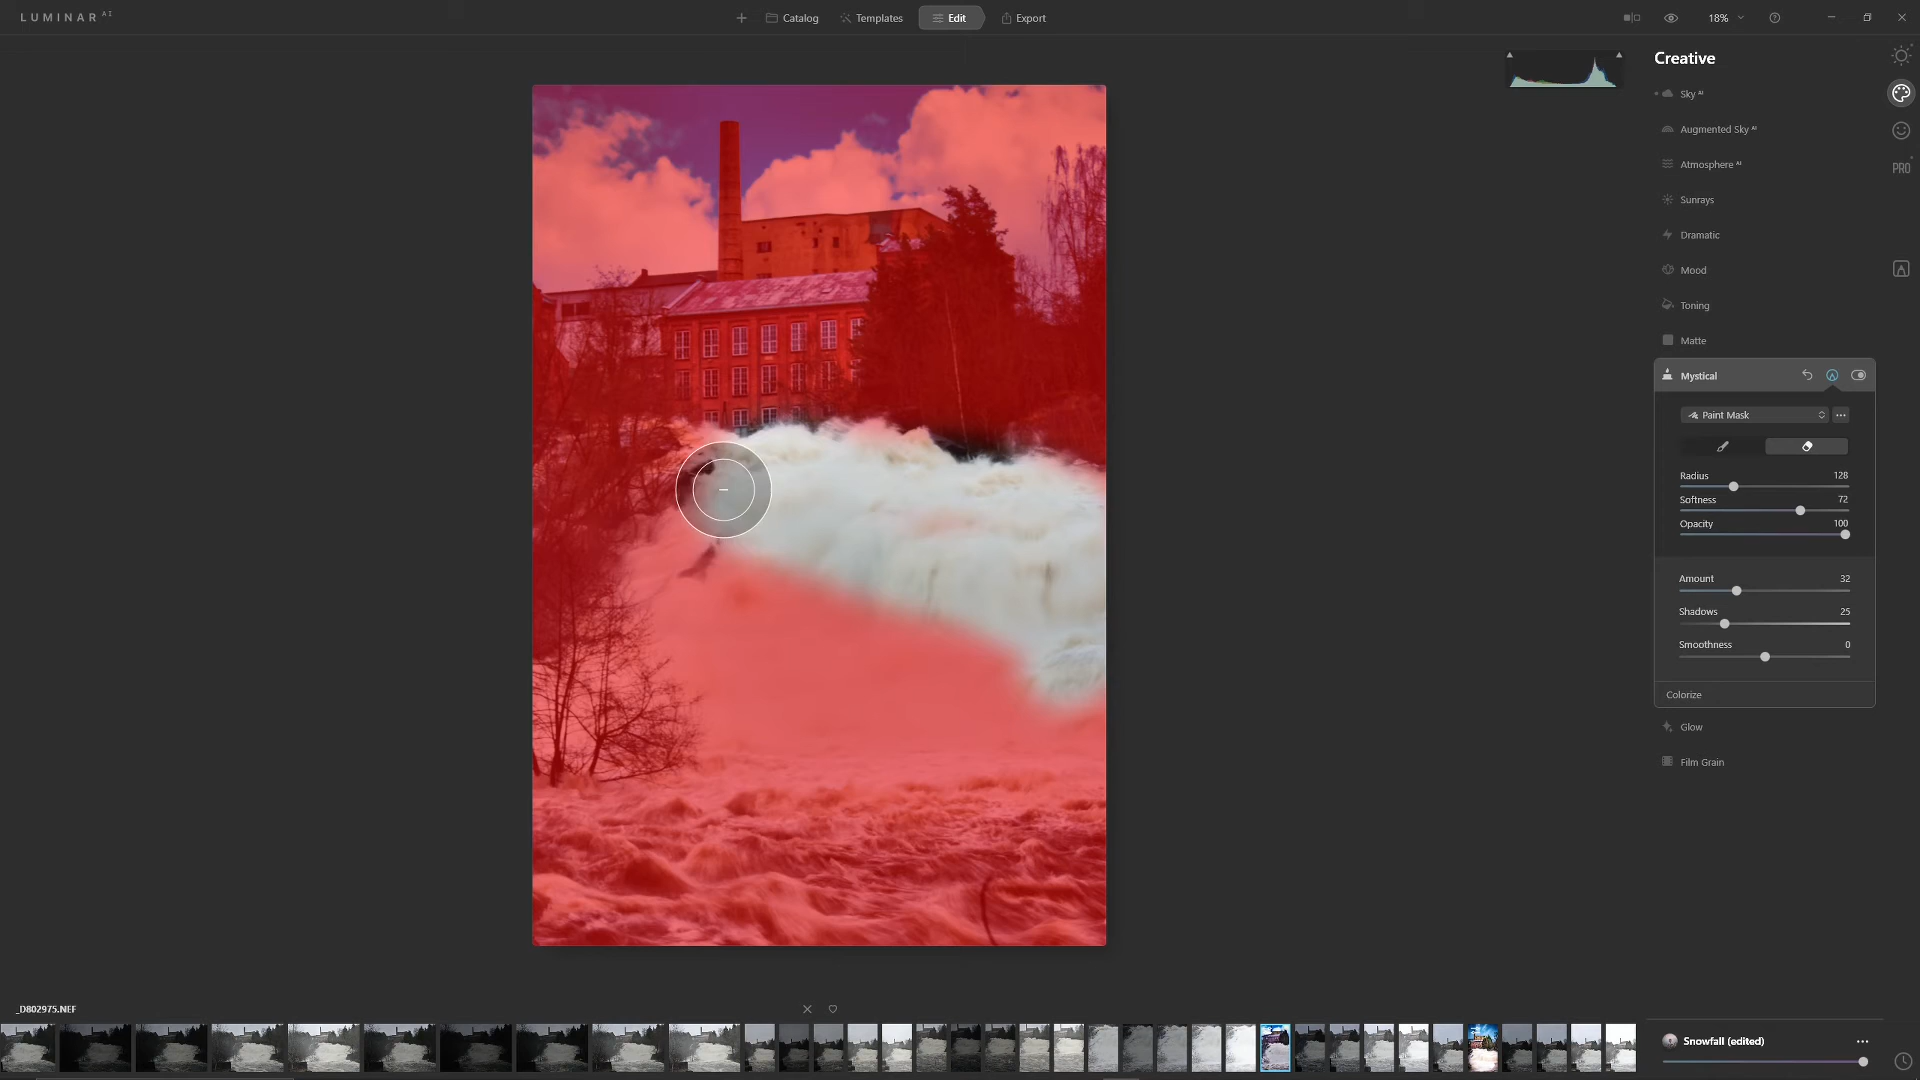 LUMINAR AI
Catalog
Templates
Edit
Export
18%
Creative
Sky AI
Augmented Sky AI
Atmosphere AI
Sunrays
PRO
Dramatic
Mood
Toning
Matte
Mystical
Paint Mask
Radius 128
Softness 72
Opacity 100
Amount 32
Shadows 25
Smoothness 0
Colorize
Glow
Film Grain
_D802975.NEF
Snowfall (edited)